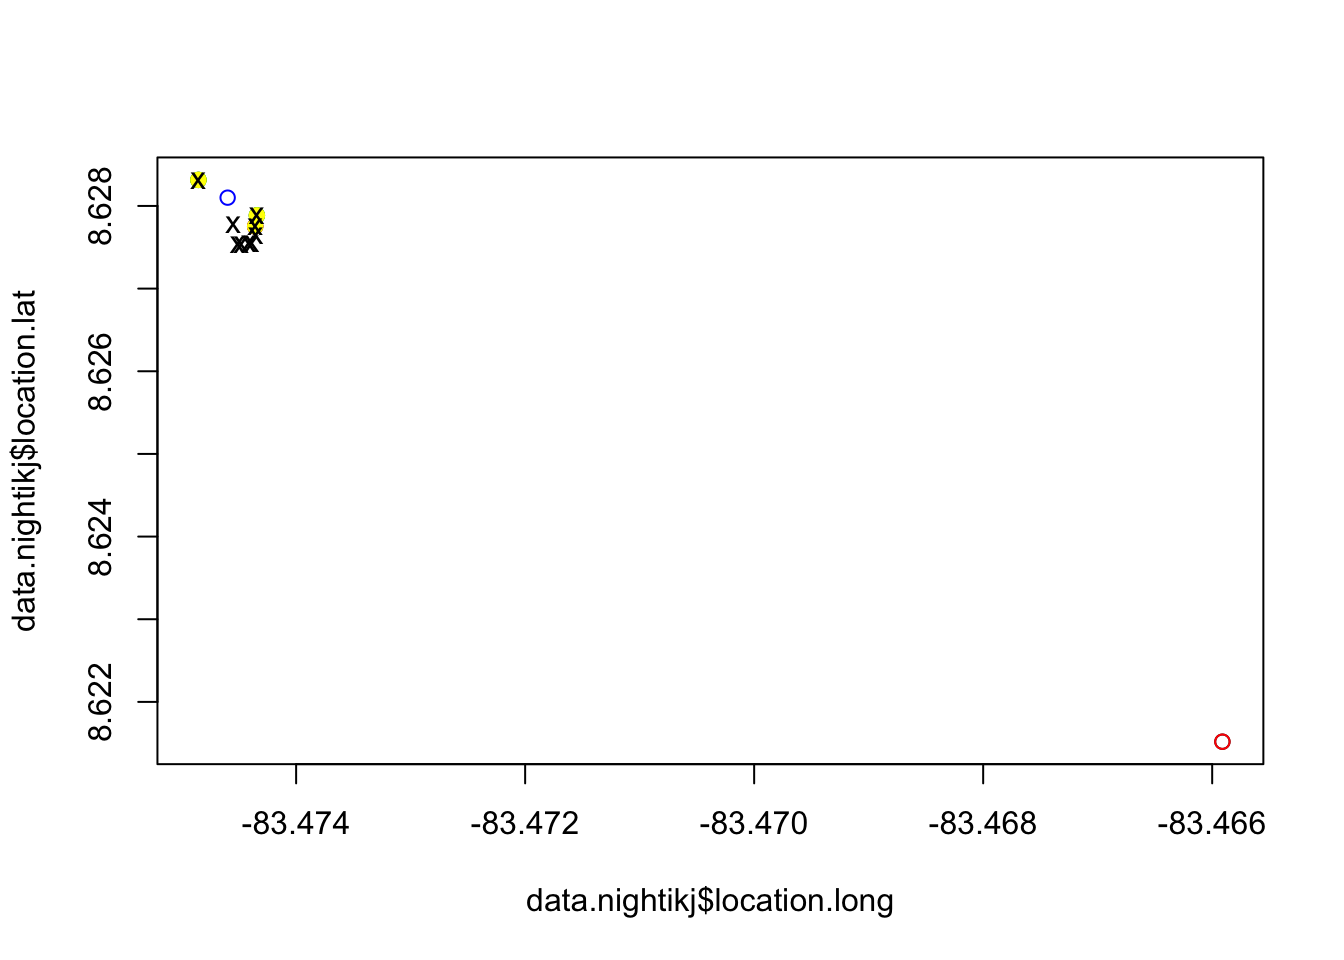 data.nightikj$location.lat
8.628
8.626
8.624
8.622
x
x
x
x
x
-83.474
-83.472
-83.470
-83.468
-83.466
data.nightikj$location.long